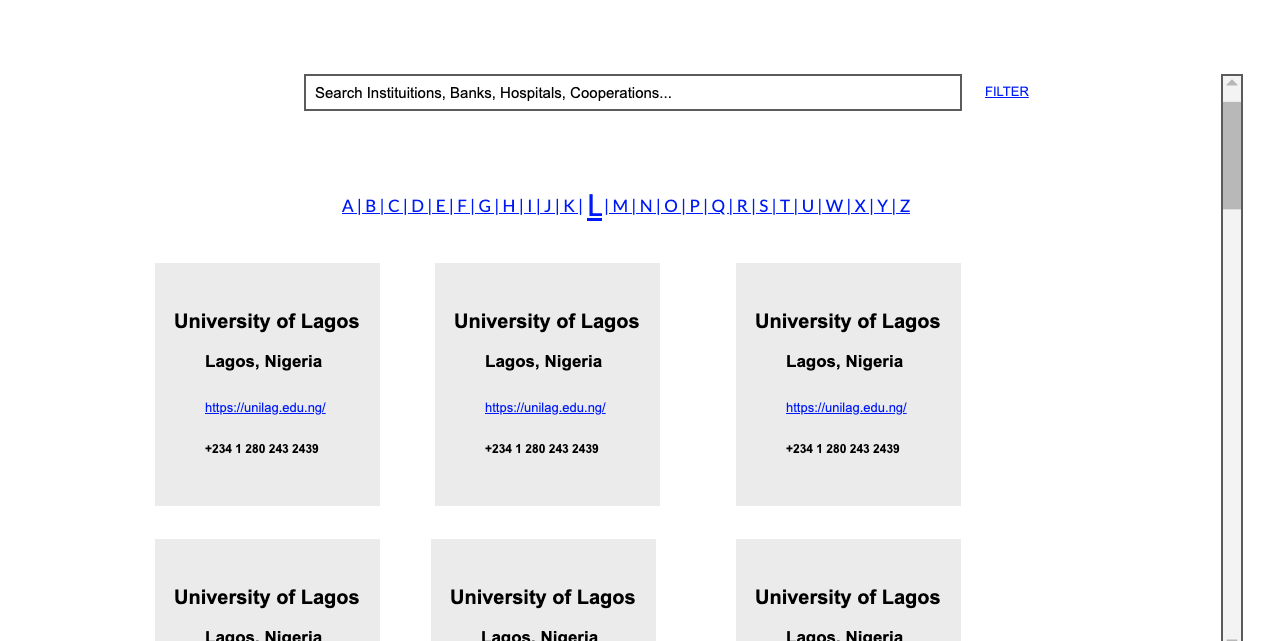 Search Instituitions, Banks, Hospitals, Cooperations...
FILTER
A | B | C | D | E | F | G | H | I | J | K | L | M | N | O | P | Q | R | S | T | U | W | X | Y | Z
University of Lagos
Lagos, Nigeria
https://unilag.edu.ng/
+234 1 280 243 2439
University of Lagos
Lagos, Nigeria
https://unilag.edu.ng/
+234 1 280 243 2439
University of Lagos
Lagos, Nigeria
https://unilag.edu.ng/
+234 1 280 243 2439
University of Lagos
Lagos, Nigeria
University of Lagos
Lagos, Nigeria
University of Lagos
Lagos, Nigeria